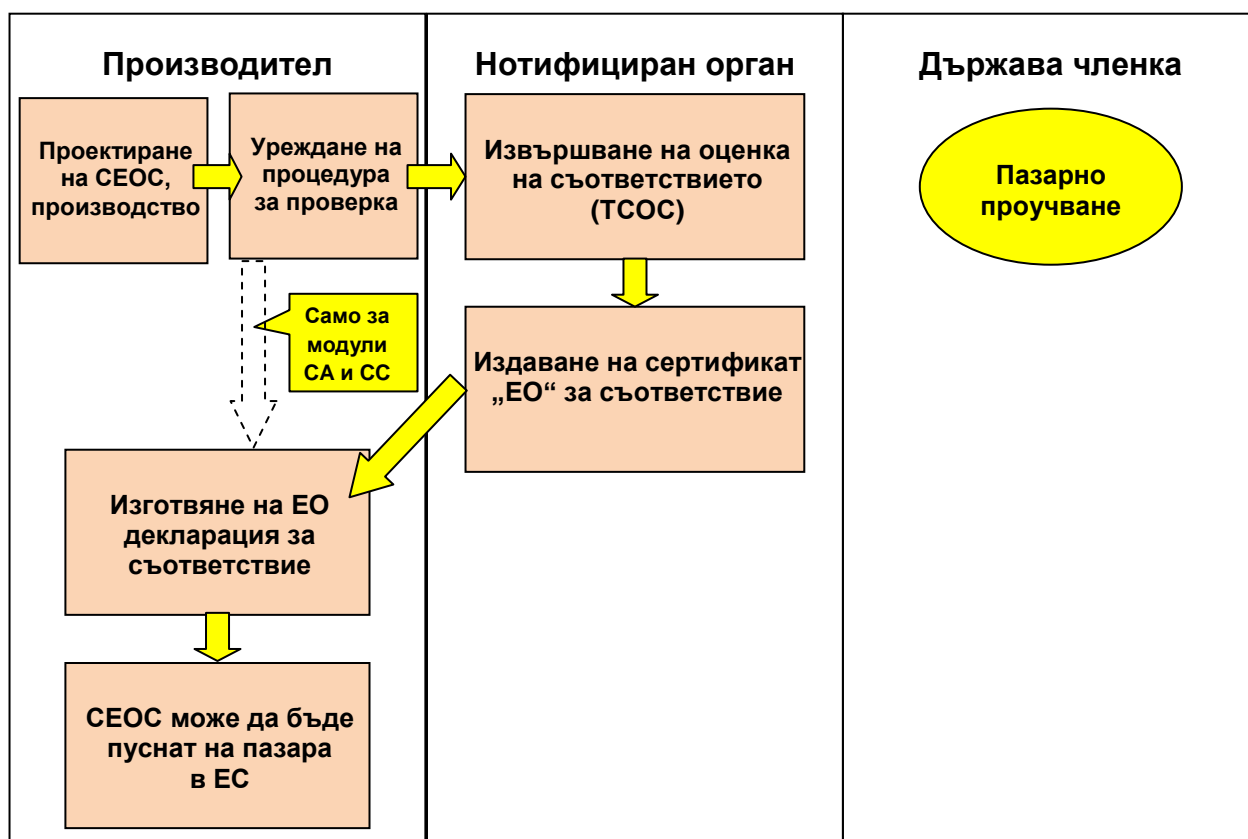 Производител
Проектиране
на СЕОС,
производство
Уреждане на
процедура
за проверка
Само за
модули
CA и CC
Изготвяне на ЕО
декларация за
съответствие
СЕОС може да бъде
пуснат на пазара
в ЕС
Нотифициран орган
Извършване на оценка
на съответствието
(ТСОС)
Издаване на сертификат
„ЕО“ за съответствие
Държава членка
Пазарно
проучване